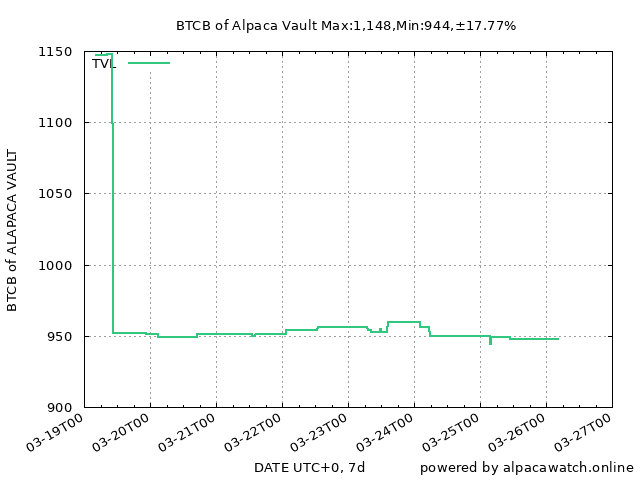 BTCB of Alpaca Vault Max:1,148,Min:944,±17.77%
TVL
1150
1100
1050
1000
950
900
BTCB of ALAPACA VAULT
03-19T00
03-20T00
03-21T00
03-22T00
03-23T00
03-24T00
03-25T00
03-26T00
03-27T00
DATE UTC+0, 7d
powered by alpacawatch.online